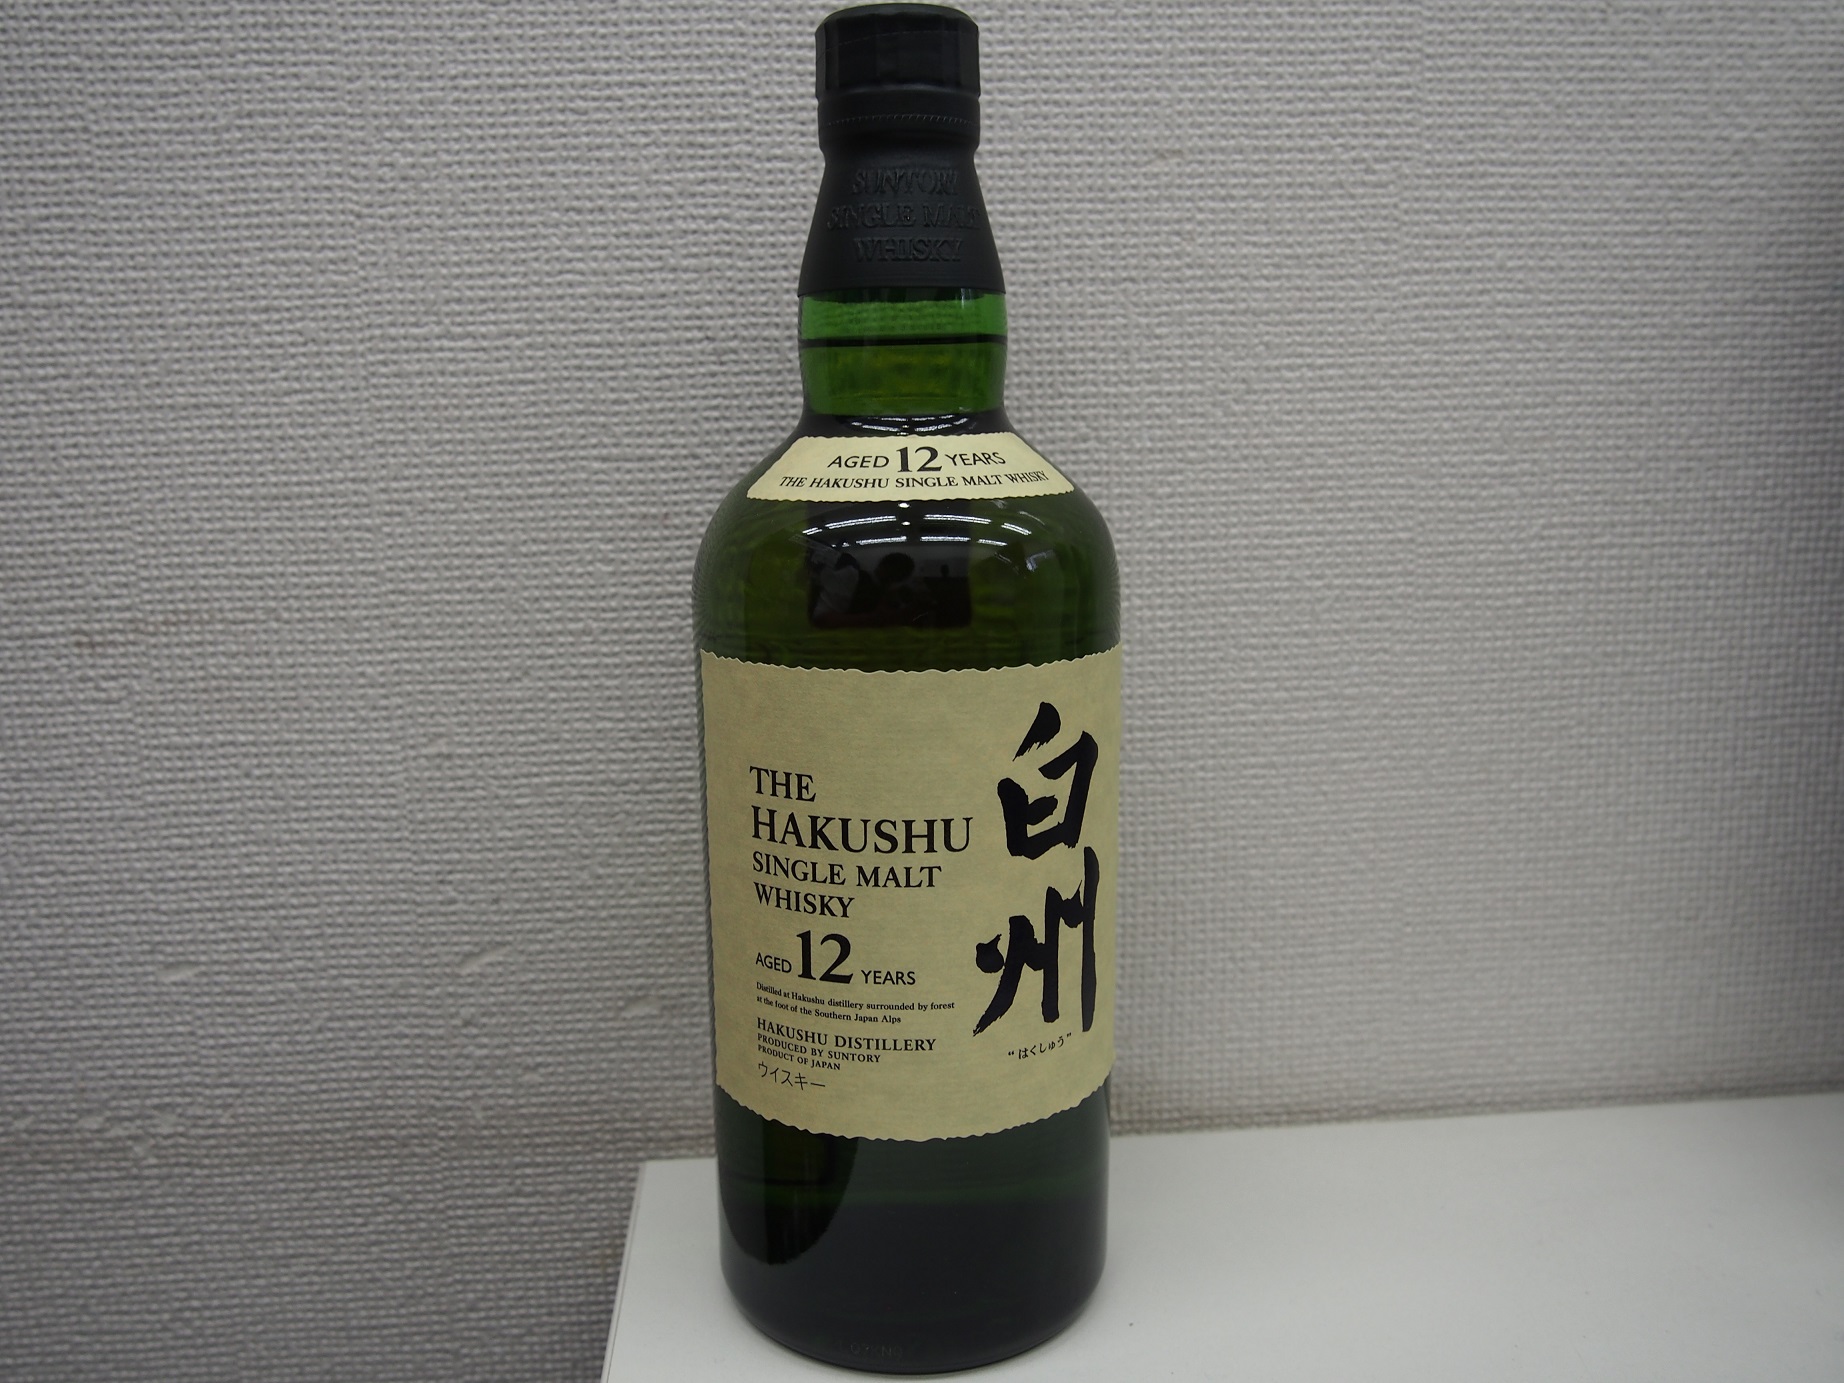 SUNTORY
SINGLE MALT
WHISKY
AGED 12 YEARS
THE HAKUSHU SINGLE MALT WHISKY
THE
HAKUSHU
SINGLE MALT
WHISKY
AGED 12 YEARS
Distilled at Hakushu distillery surrounded by forest
at the foot of the Southern Japan Alps
HAKUSHU DISTILLERY
PRODUCED BY SUNTORY
PRODUCT OF JAPAN
ウイスキー
白州
“はくしゅう”